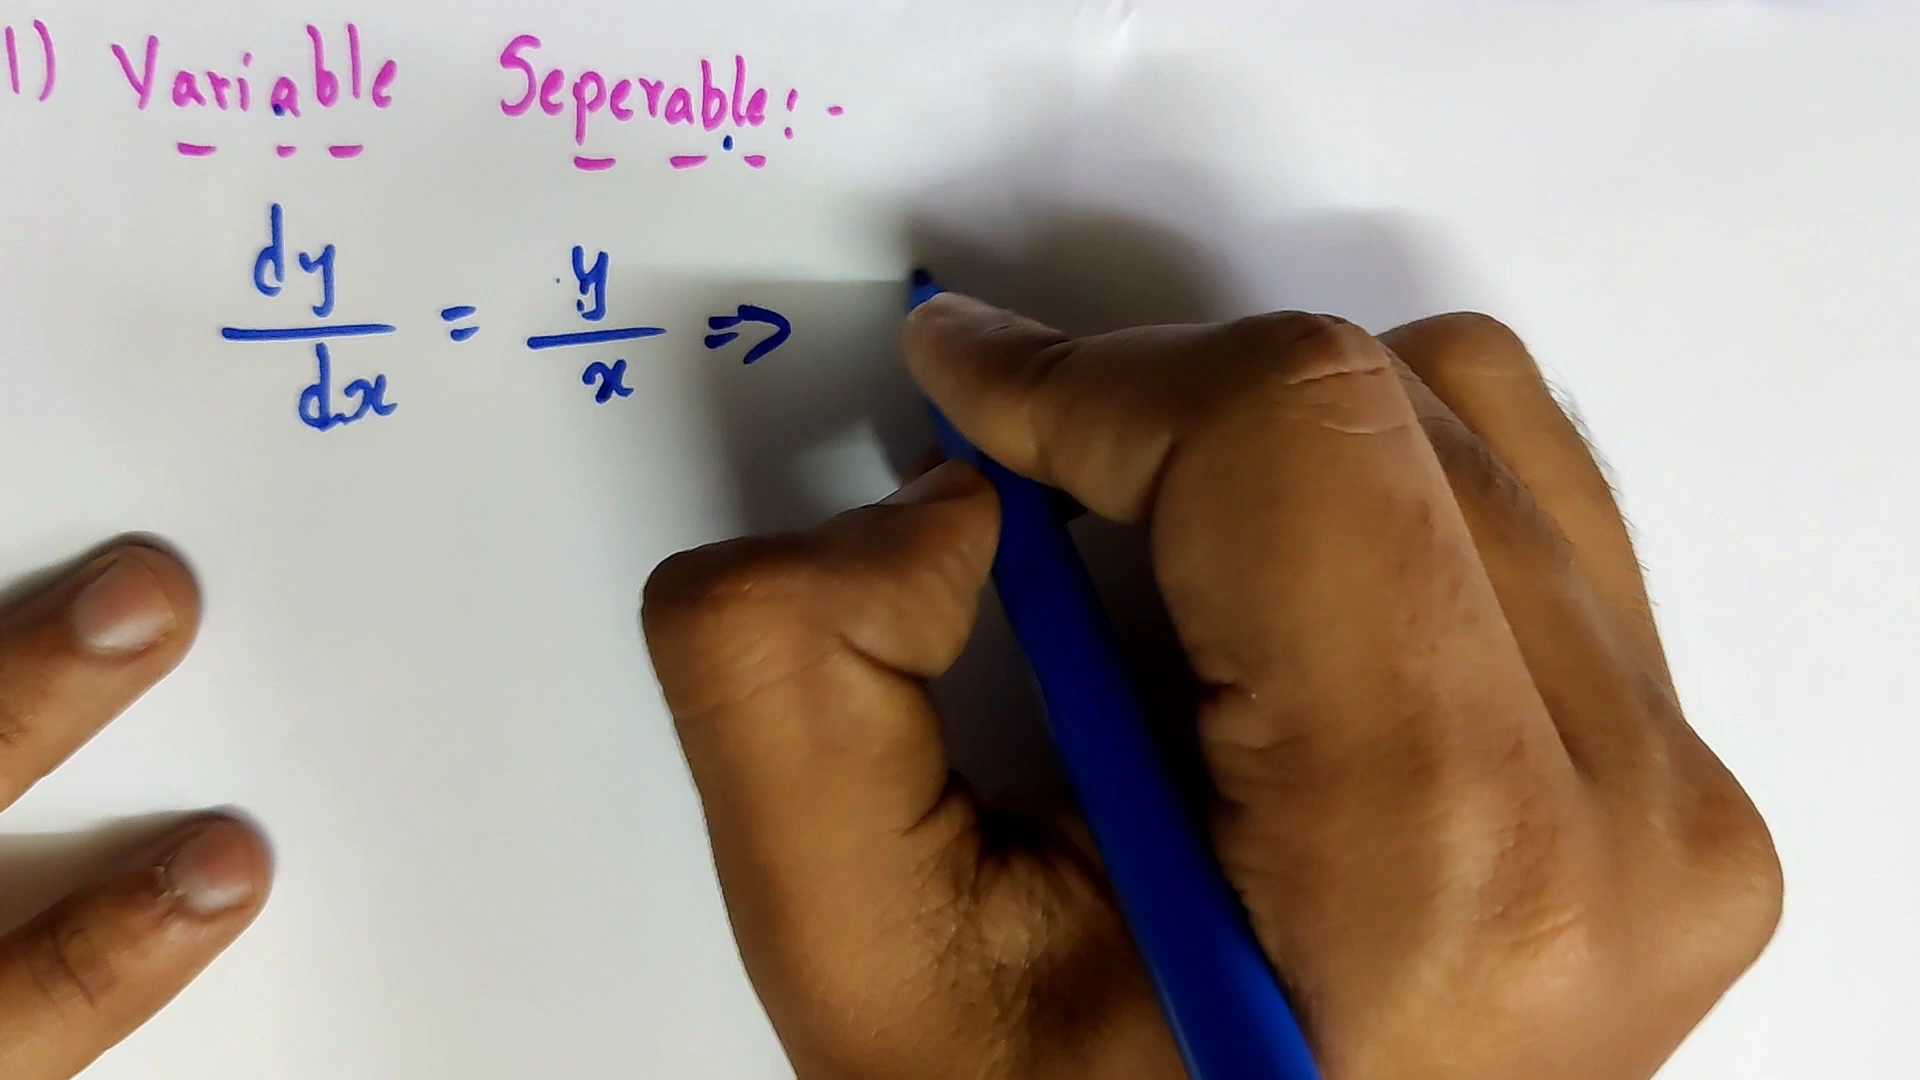 1) Variable Seperable:-
dy/dx = y/x ⇒